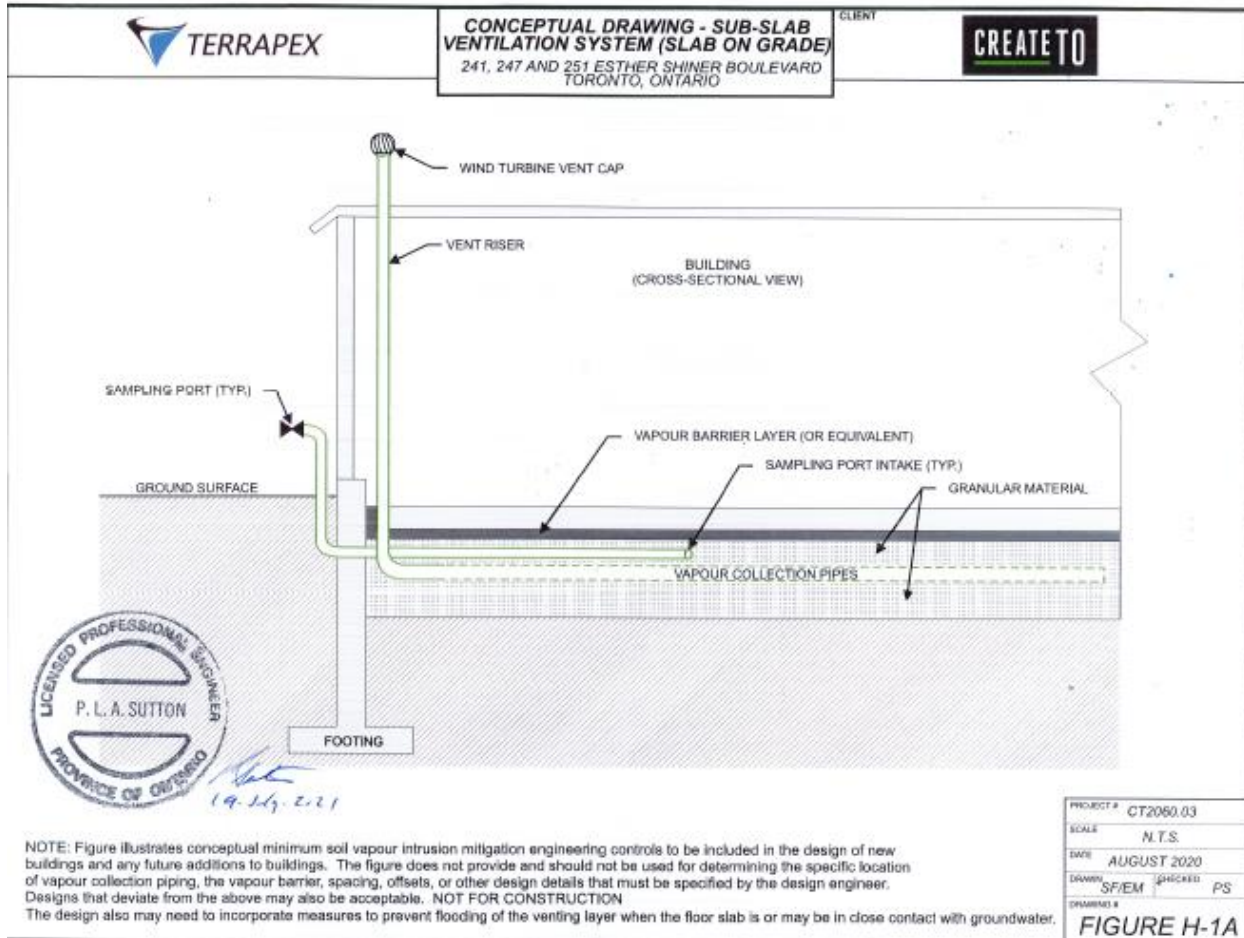 TERRAPEX
CONCEPTUAL DRAWING - SUB-SLAB
VENTILATION SYSTEM (SLAB ON GRADE)
241, 247 AND 251 ESTHER SHINER BOULEVARD
TORONTO, ONTARIO
CLIENT
CREATETO
WIND TURBINE VENT CAP
VENT RISER
BUILDING
(CROSS-SECTIONAL VIEW)
SAMPLING PORT (TYP.)
VAPOUR BARRIER LAYER (OR EQUIVALENT)
SAMPLING PORT INTAKE (TYP.)
GROUND SURFACE
GRANULAR MATERIAL
VAPOUR COLLECTION PIPES
LICENSED PROFESSIONAL ENGINEER
P. L. A. SUTTON
PROVINCE OF ONTARIO
FOOTING
NOTE: Figure illustrates conceptual minimum soil vapour intrusion mitigation engineering controls to be included in the design of new
buildings and any future additions to buildings. The figure does not provide and should not be used for determining the specific location
of vapour collection piping, the vapour barrier, spacing, offsets, or other design details that must be specified by the design engineer.
Designs that deviate from the above may also be acceptable. NOT FOR CONSTRUCTION
The design also may need to incorporate measures to prevent flooding of the venting layer when the floor slab is or may be in close contact with groundwater.
PROJECT # CT2060.03
SCALE N.T.S.
DATE AUGUST 2020
DRAWN SF/EM CHECKED PS
DRAWING #
FIGURE H-1A